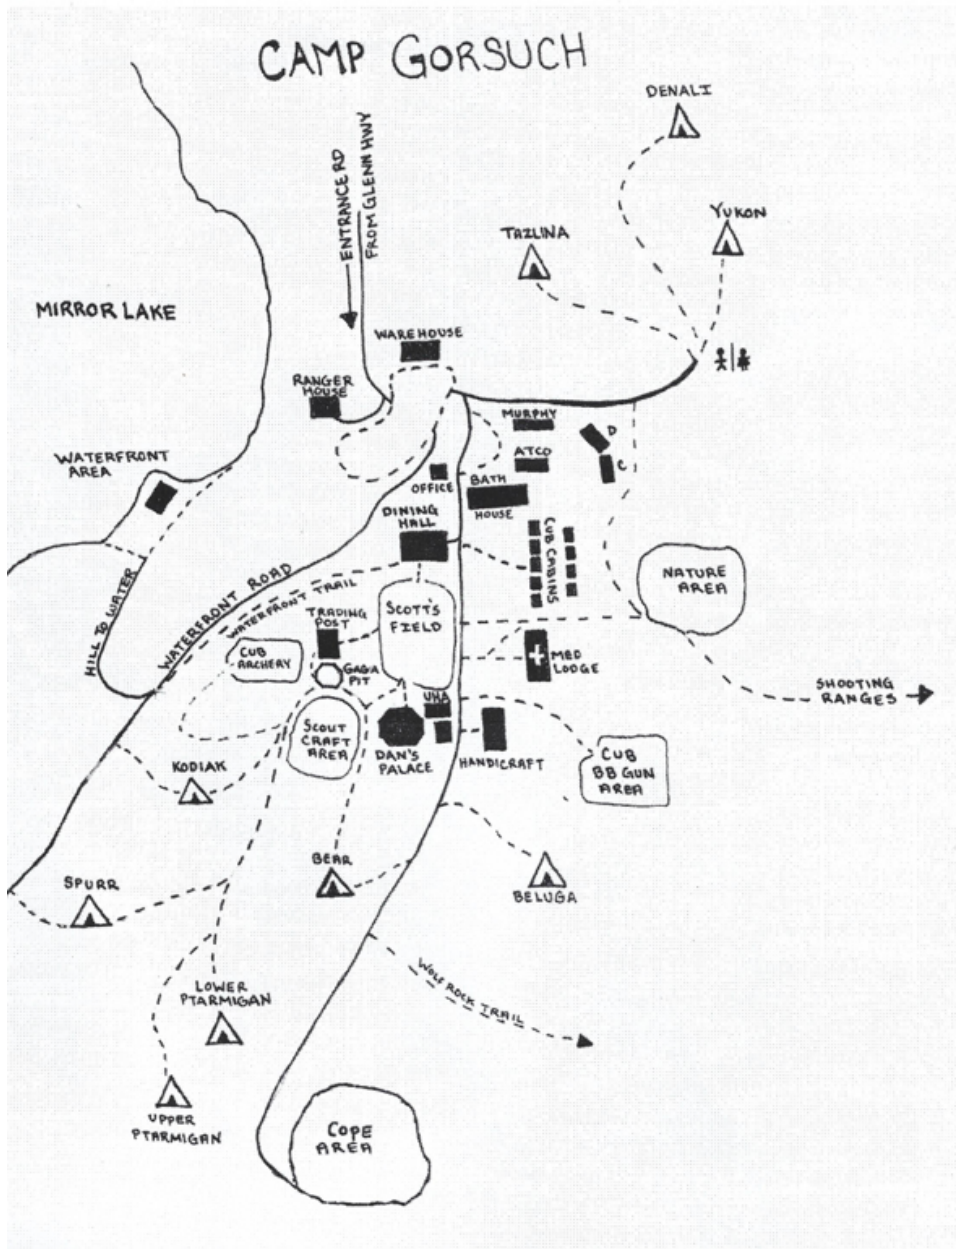 CAMP GORSUCH
DENALI
YUKON
TAZLINA
ENTRANCE RD
FROM GLENN HWY
MIRROR LAKE
WAREHOUSE
RANGER
HOUSE
MURPHY
D
C
ATCO
WATERFRONT
AREA
OFFICE
BATH
HOUSE
DINING
HALL
CUB CABINS
NATURE
AREA
HILL TO WATER
WATERFRONT ROAD
WATERFRONT TRAIL
TRADING
POST
SCOTT'S
FIELD
CUB
ARCHERY
GAGA
PIT
MED
LODGE
SHOOTING
RANGES
UHA
SCOUT
CRAFT
AREA
DAN'S
PALACE
HANDICRAFT
CUB
BB GUN
AREA
KODIAK
BEAR
SPURR
BELUGA
WOLF ROCK TRAIL
LOWER
PTARMIGAN
UPPER
PTARMIGAN
COPE
AREA